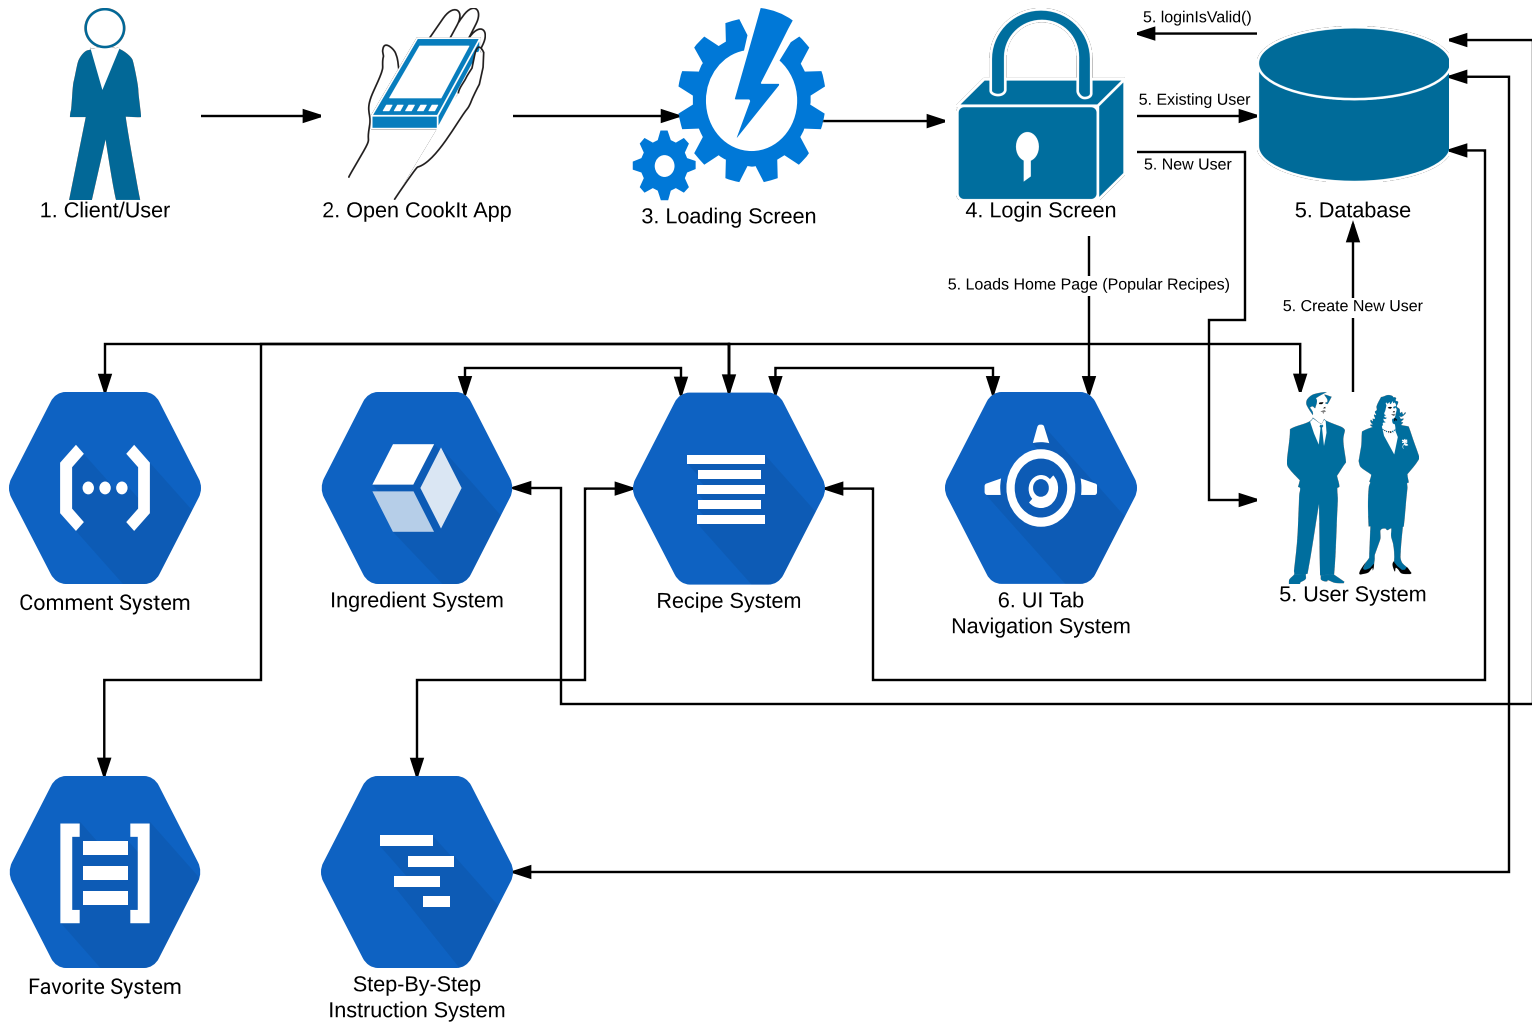 5. loginIsValid()
5. Existing User
5. New User
1. Client/User
2. Open CookIt App
3. Loading Screen
4. Login Screen
5. Database
5. Loads Home Page (Popular Recipes)
5. Create New User
Comment System
Ingredient System
Recipe System
6. UI Tab
Navigation System
5. User System
Favorite System
Step-By-Step
Instruction System